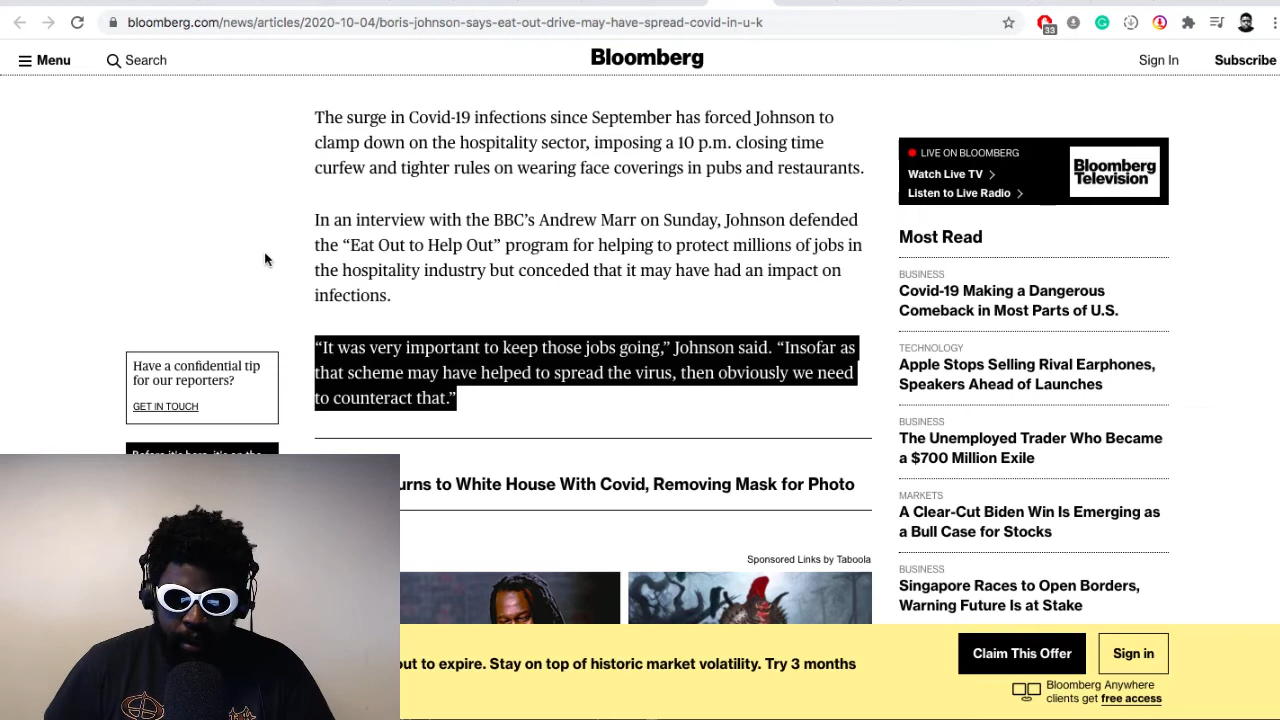 bloomberg.com/news/articles/2020-10-04/boris-johnson-says-eat-out-drive-may-have-spread-covid-in-u-k
33
Menu
Search
Bloomberg
Sign In
Subscribe
The surge in Covid-19 infections since September has forced Johnson to
clamp down on the hospitality sector, imposing a 10 p.m. closing time
curfew and tighter rules on wearing face coverings in pubs and restaurants.
In an interview with the BBC’s Andrew Marr on Sunday, Johnson defended
the “Eat Out to Help Out” program for helping to protect millions of jobs in
the hospitality industry but conceded that it may have had an impact on
infections.
“It was very important to keep those jobs going,” Johnson said. “Insofar as
that scheme may have helped to spread the virus, then obviously we need
to counteract that.”
Have a confidential tip
for our reporters?
GET IN TOUCH
Before it's here, it's on the
urns to White House With Covid, Removing Mask for Photo
Sponsored Links by Taboola
LIVE ON BLOOMBERG
Watch Live TV
Listen to Live Radio
Bloomberg
Television
Most Read
BUSINESS
Covid-19 Making a Dangerous
Comeback in Most Parts of U.S.
TECHNOLOGY
Apple Stops Selling Rival Earphones,
Speakers Ahead of Launches
BUSINESS
The Unemployed Trader Who Became
a $700 Million Exile
MARKETS
A Clear-Cut Biden Win Is Emerging as
a Bull Case for Stocks
BUSINESS
Singapore Races to Open Borders,
Warning Future Is at Stake
out to expire. Stay on top of historic market volatility. Try 3 months
Claim This Offer
Sign in
Bloomberg Anywhere
clients get free access